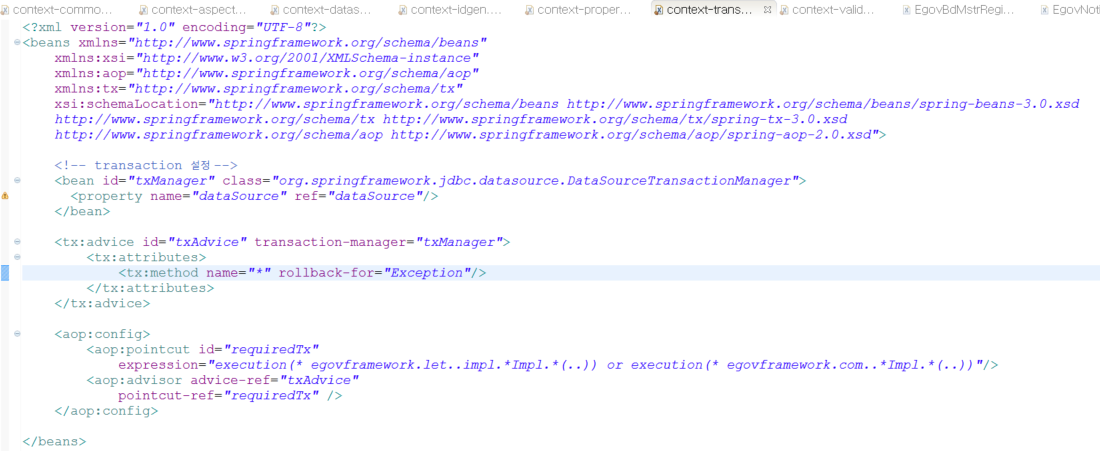 context-commo...
context-aspect...
context-datas...
context-idgen....
context-proper...
context-trans...
context-valid...
EgovBdMstrRegi...
EgovNoti
<?xml version="1.0" encoding="UTF-8"?>
<beans xmlns="http://www.springframework.org/schema/beans"
xmlns:xsi="http://www.w3.org/2001/XMLSchema-instance"
xmlns:aop="http://www.springframework.org/schema/aop"
xmlns:tx="http://www.springframework.org/schema/tx"
xsi:schemaLocation="http://www.springframework.org/schema/beans http://www.springframework.org/schema/beans/spring-beans-3.0.xsd
http://www.springframework.org/schema/tx http://www.springframework.org/schema/tx/spring-tx-3.0.xsd
http://www.springframework.org/schema/aop http://www.springframework.org/schema/aop/spring-aop-2.0.xsd">
<!-- transaction 설정 -->
<bean id="txManager" class="org.springframework.jdbc.datasource.DataSourceTransactionManager">
<property name="dataSource" ref="dataSource"/>
</bean>
<tx:advice id="txAdvice" transaction-manager="txManager">
<tx:attributes>
<tx:method name="*" rollback-for="Exception"/>
</tx:attributes>
</tx:advice>
<aop:config>
<aop:pointcut id="requiredTx"
expression="execution(* egovframework.let..impl.*Impl.*(..)) or execution(* egovframework.com..*Impl.*(..))"/>
<aop:advisor advice-ref="txAdvice"
pointcut-ref="requiredTx" />
</aop:config>
</beans>